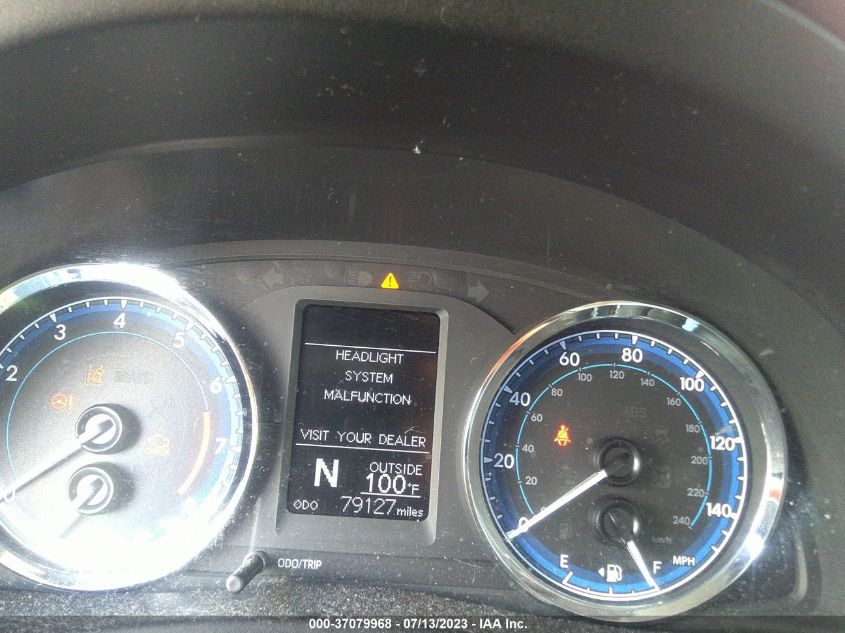 2
3
4
5
6
7
HEADLIGHT
SYSTEM
MALFUNCTION
VISIT YOUR DEALER
N
OUTSIDE
100°F
ODO 79127 miles
ODO/TRIP
0
20
40
60
80
100
120
140
0
20
40
60
80
100
120
140
160
180
200
220
240
km/h
MPH
ABS
E
F
000-37079968 - 07/13/2023 - IAA Inc.